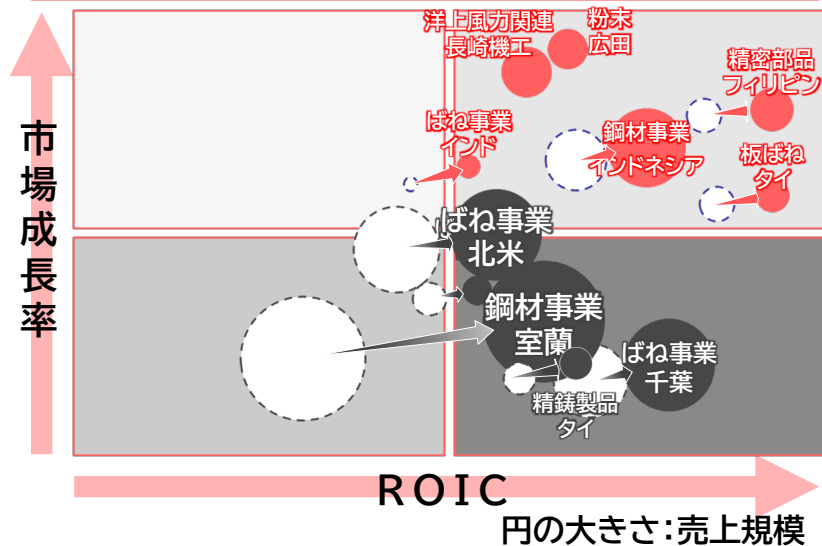 洋上風力関連
長崎機工
粉末
広田
精密部品
フィリピン
ばね事業
インド
鋼材事業
インドネシア
板ばね
タイ
市場成長率
ばね事業
北米
鋼材事業
室蘭
ばね事業
千葉
精鋳製品
タイ
ROIC
円の大きさ:売上規模